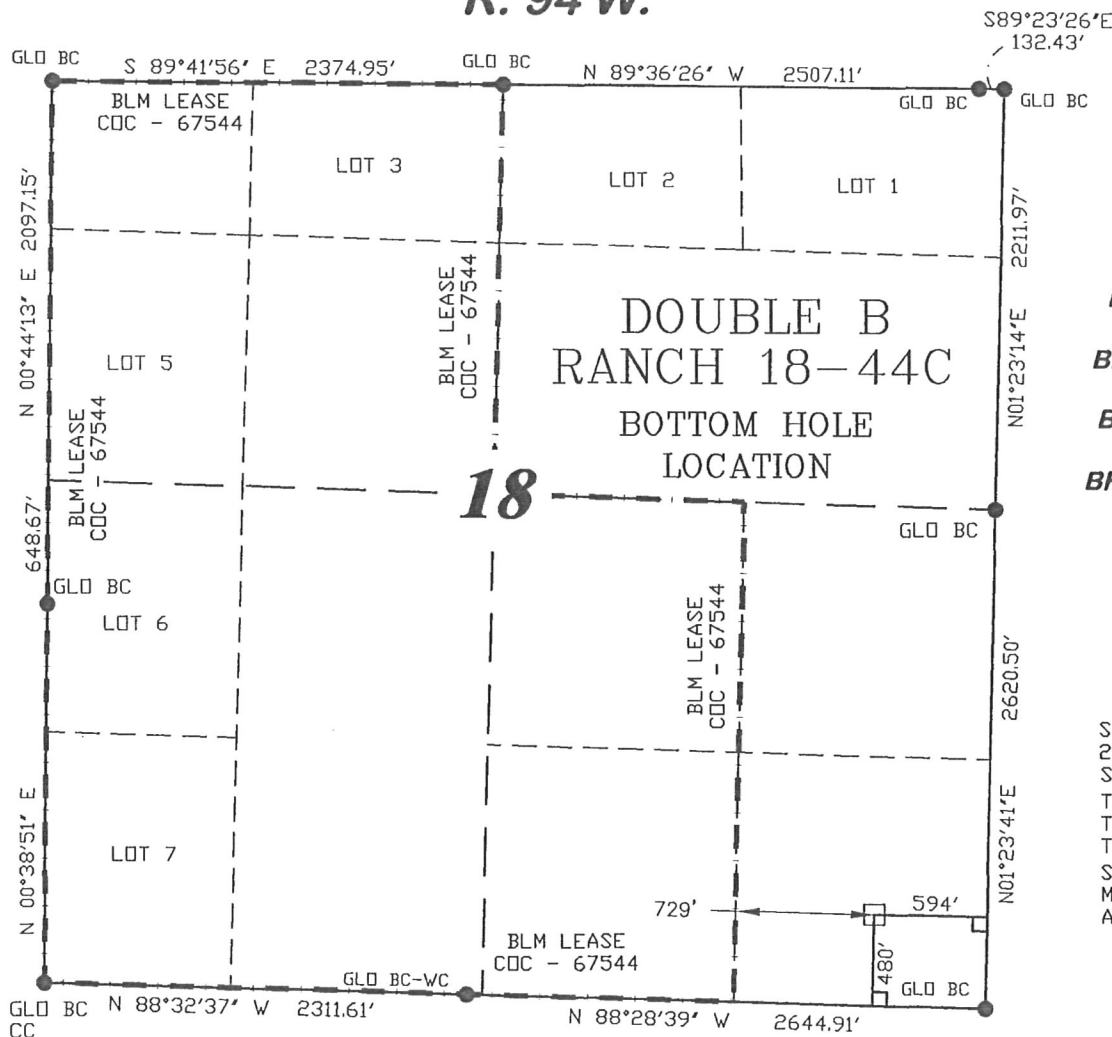 R. 94 W.
S89°23'26"E
132.43'
GLO BC
S 89°41'56" E 2374.95'
GLO BC
N 89°36'26" W 2507.11'
GLO BC
GLO BC
BLM LEASE
COC - 67544
LOT 3
LOT 2
LOT 1
N 00°44'13" E 2097.15'
2211.97'
N01°23'14"E
BLM LEASE
COC - 67544
DOUBLE B
RANCH 18-44C
BOTTOM HOLE
LOCATION
LOT 5
BLM LEASE
COC - 67544
18
GLO BC
648.67'
GLO BC
LOT 6
BLM LEASE
COC - 67544
2620.50'
N01°23'41"E
N 00°38'51" E
LOT 7
729'
594'
480'
BLM LEASE
COC - 67544
GLO BC-WC
GLO BC
GLO BC
CC
N 88°32'37" W 2311.61'
N 88°28'39" W 2644.91'
B
BH
S
2
S
T
T
T
S
M
A